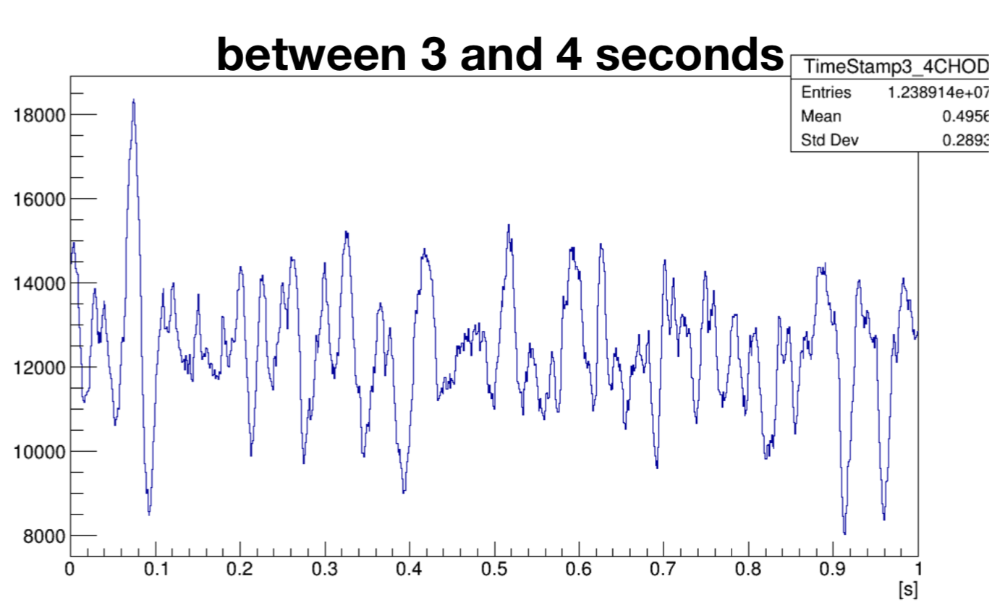 between 3 and 4 seconds
TimeStamp3_4CHOD
Entries 1.238914e+07
Mean 0.4956
Std Dev 0.2893
18000
16000
14000
12000
10000
8000
0 0.1 0.2 0.3 0.4 0.5 0.6 0.7 0.8 0.9 1
[s]